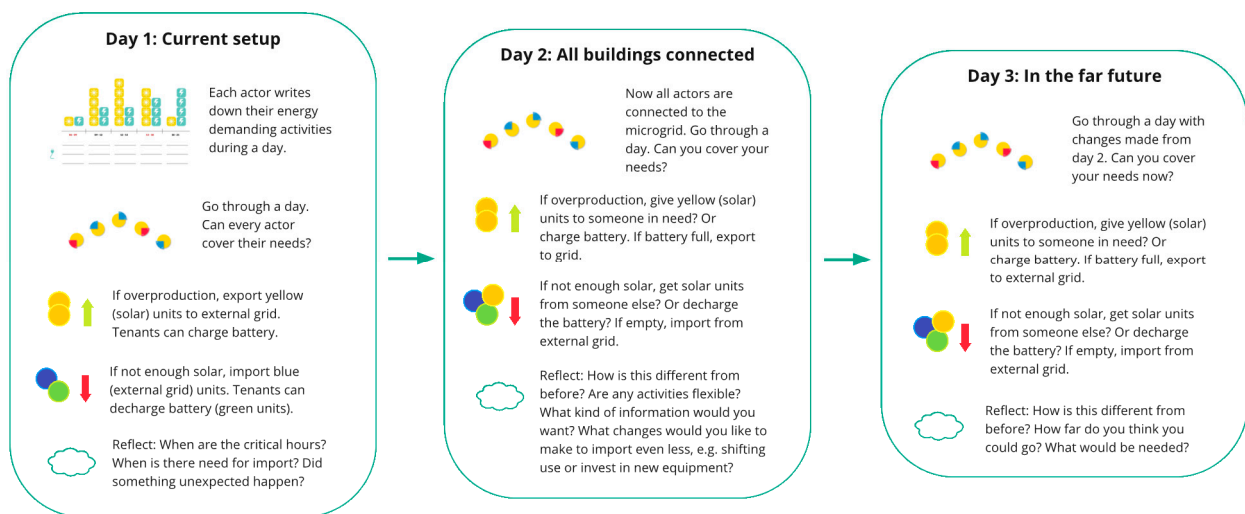 Day 1: Current setup
Each actor writes
down their energy
demanding activities
during a day.
Go through a day.
Can every actor
cover their needs?
If overproduction, export yellow
(solar) units to external grid.
Tenants can charge battery.
If not enough solar, import blue
(external grid) units. Tenants can
decharge battery (green units).
Reflect: When are the critical hours?
When is there need for import? Did
something unexpected happen?
Day 2: All buildings connected
Now all actors are
connected to the
microgrid. Go through a
day. Can you cover your
needs?
If overproduction, give yellow (solar)
units to someone in need? Or
charge battery. If battery full, export
to grid.
If not enough solar, get solar units
from someone else? Or decharge
the battery? If empty, import from
external grid.
Reflect: How is this different from
before? Are any activities flexible?
What kind of information would you
want? What changes would you like to
make to import even less, e.g. shifting
use or invest in new equipment?
Day 3: In the far future
Go through a day with
changes made from
day 2. Can you cover
your needs now?
If overproduction, give yellow (solar)
units to someone in need? Or
charge battery. If battery full, export
to external grid.
If not enough solar, get solar units
from someone else? Or decharge
the battery? If empty, import from
external grid.
Reflect: How is this different from
before? How far do you think you
could go? What would be needed?